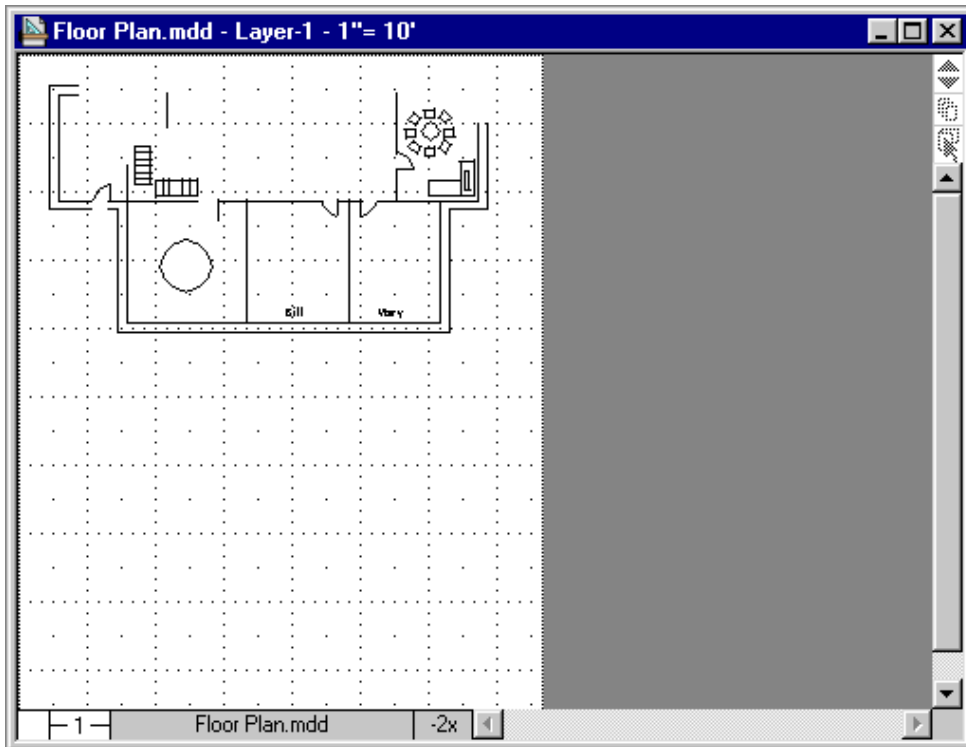 Floor Plan.mdd - Layer-1 - 1"= 10'
Bill
Mary
1
Floor Plan.mdd
-2x